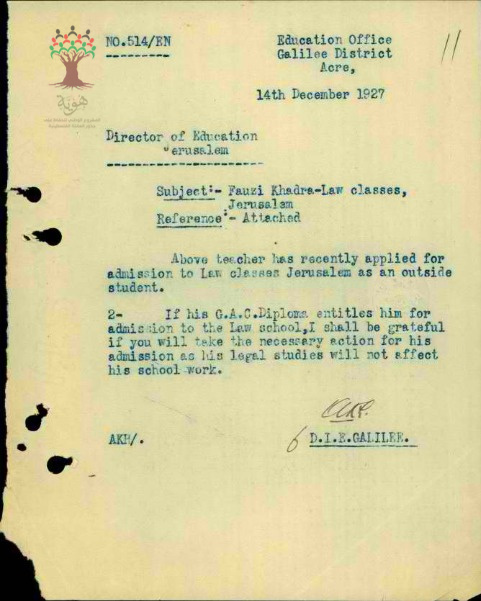 NO.514/EN
Education Office
Galilee District
Acre,
11
14th December 1927
هوية
Director of Education
Jerusalem
Subject:- Fauzi Khadra-Law classes,
Jerusalem
Reference:- Attached
Above teacher has recently applied for
admission to Law classes Jerusalem as an outside
student.
2- If his G.A.C.Diploma entitles him for
admission to the Law school,I shall be grateful
if you will take the necessary action for his
admission as his legal studies will not affect
his school work.
AKR/.
D.I.E.GALILEE.